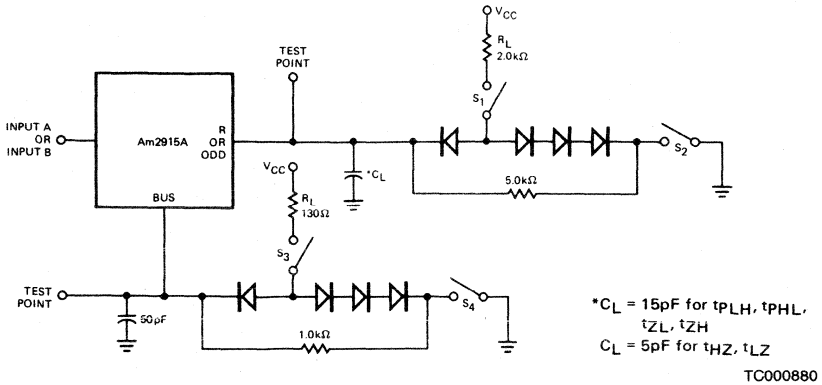 VCC
RL
2.0kΩ
TEST
POINT
S1
INPUT A
OR
INPUT B
Am2915A
R
OR
ODD
BUS
VCC
*CL
RL
130Ω
S2
5.0kΩ
S3
TEST
POINT
50pF
S4
1.0kΩ
*CL = 15pF for tPLH, tPHL,
tZL, tZH
CL = 5pF for tHZ, tLZ
TC000880